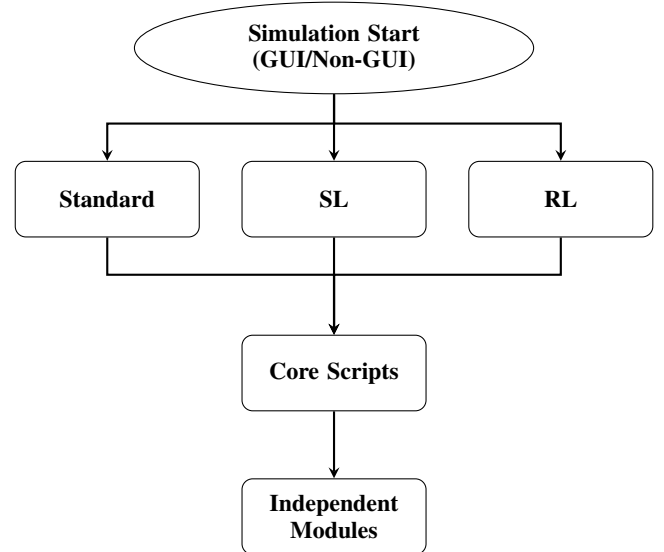 Simulation Start
(GUI/Non-GUI)
Standard
SL
RL
Core Scripts
Independent
Modules